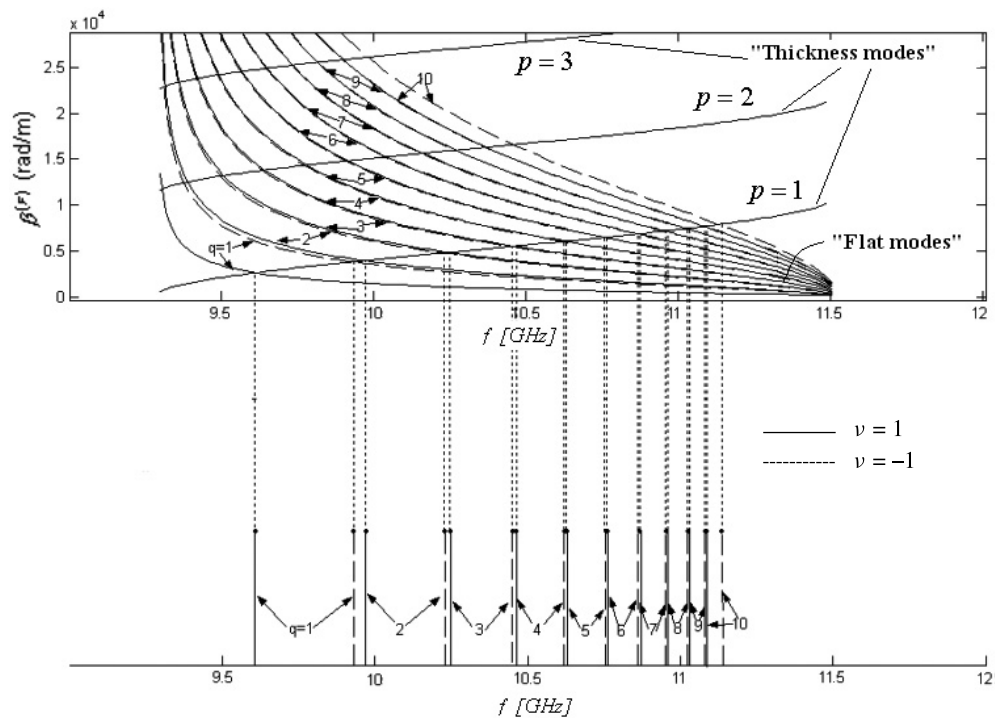 x 10⁴
2.5
2
1.5
1
0.5
0
β⁽ᵖ⁾ (rad/m)
"Thickness modes"
p = 3
p = 2
p = 1
"Flat modes"
10
9
8
7
6
5
4
3
2
q=1
9.5 10 10.5 11 11.5 12
f [GHz]
ν = 1
ν = −1
q=1 2 3 4 5 6 7 8 9 10
9.5 10 10.5 11 11.5 12
f [GHz]